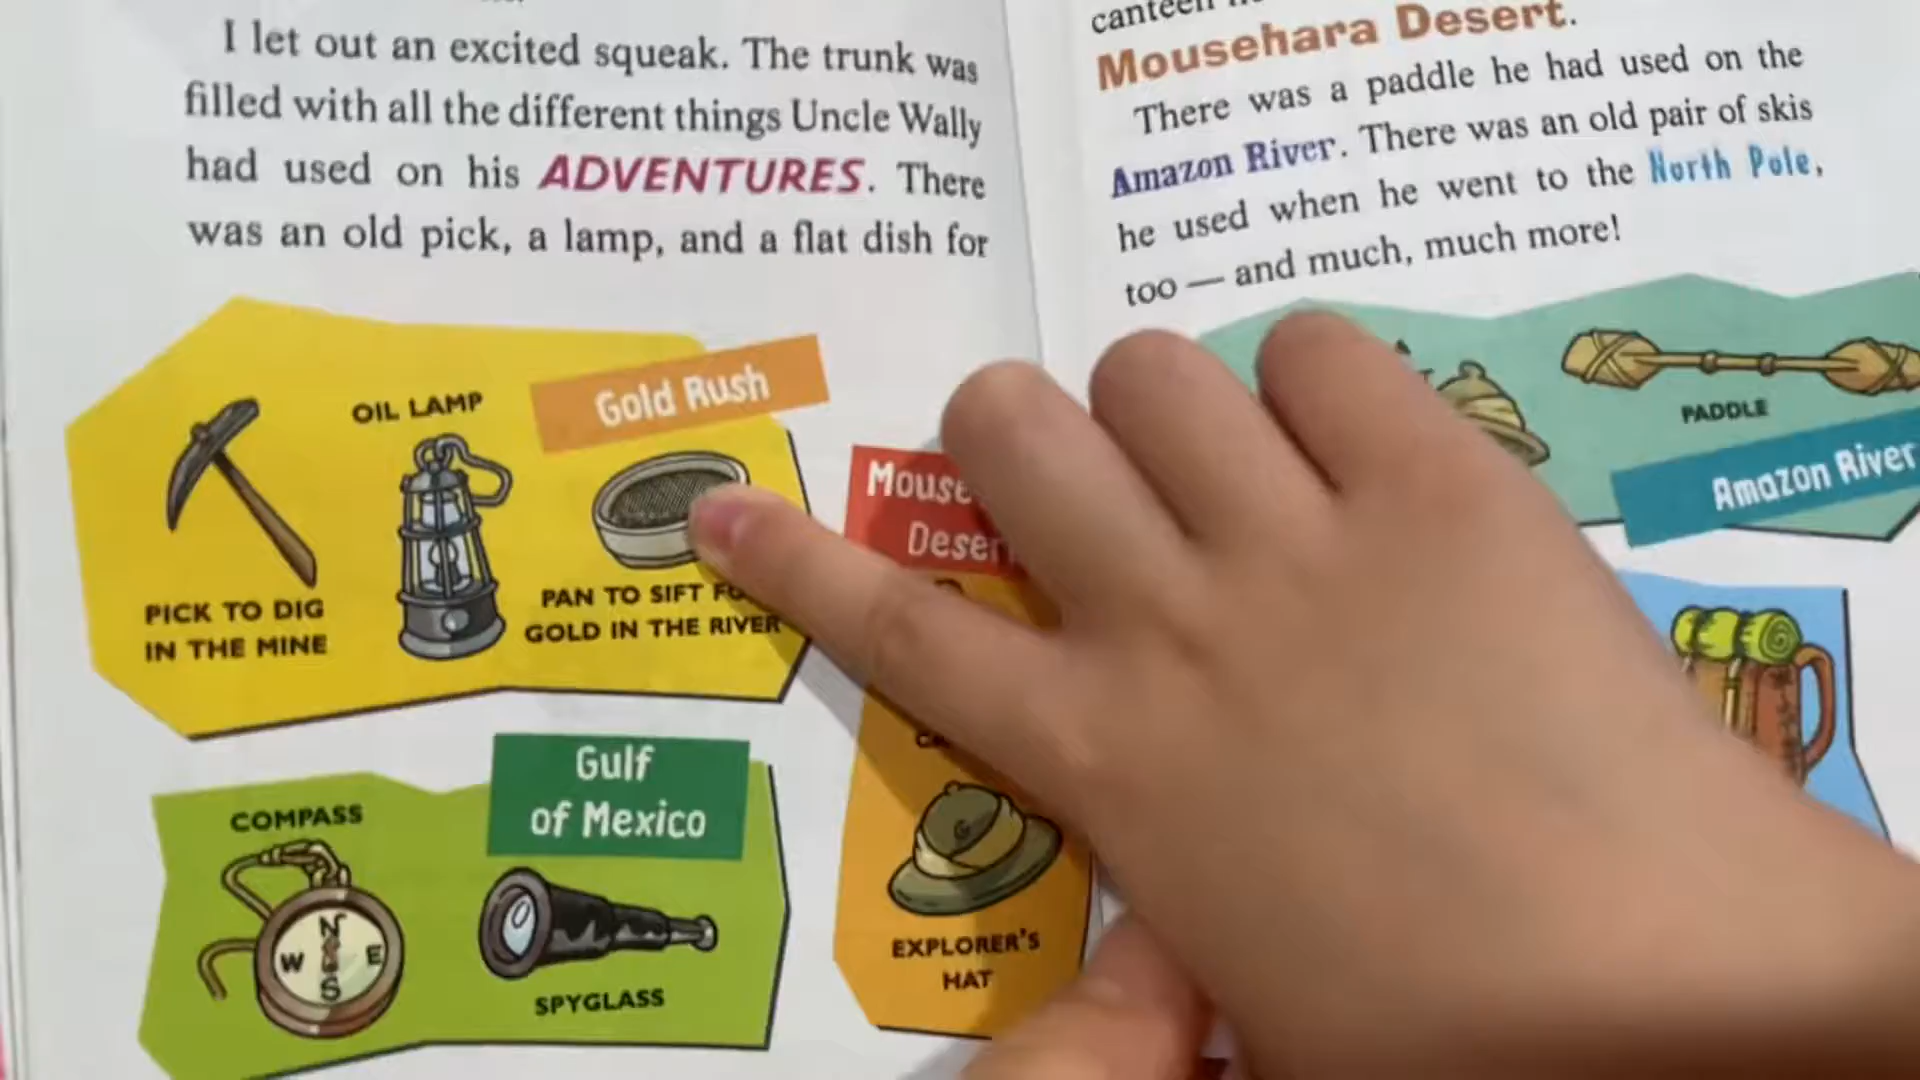 I let out an excited squeak. The trunk was
filled with all the different things Uncle Wally
had used on his ADVENTURES. There
was an old pick, a lamp, and a flat dish for
OIL LAMP
Gold Rush
PICK TO DIG
IN THE MINE
PAN TO SIFT
GOLD IN THE RIVER
COMPASS
Gulf
of Mexico
N
W E
S
SPYGLASS
canteen
Mousehara Desert.
There was a paddle he had used on the
Amazon River. There was an old pair of skis
he used when he went to the North Pole,
too — and much, much more!
PADDLE
Amazon River
G
EXPLORER'S
HAT